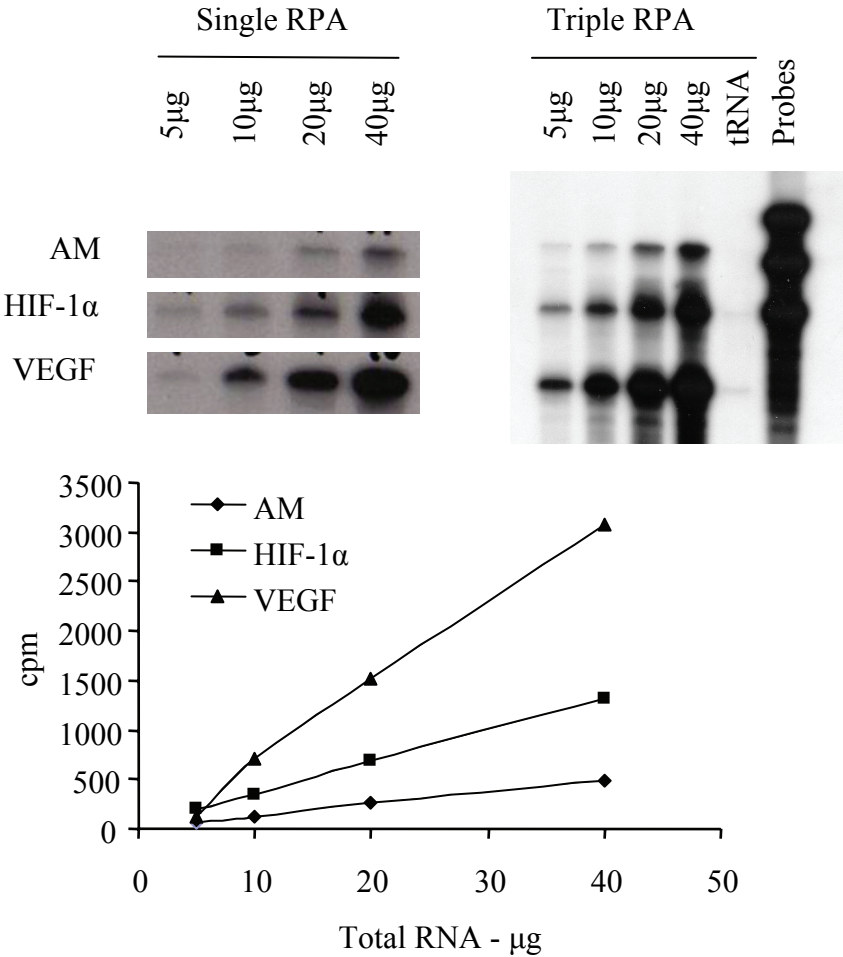 Single RPA
Triple RPA
5µg
10µg
20µg
40µg
5µg
10µg
20µg
40µg
tRNA
Probes
AM
HIF-1α
VEGF
3500
3000
2500
2000
1500
1000
500
0
cpm
AM
HIF-1α
VEGF
0
10
20
30
40
50
Total RNA - µg